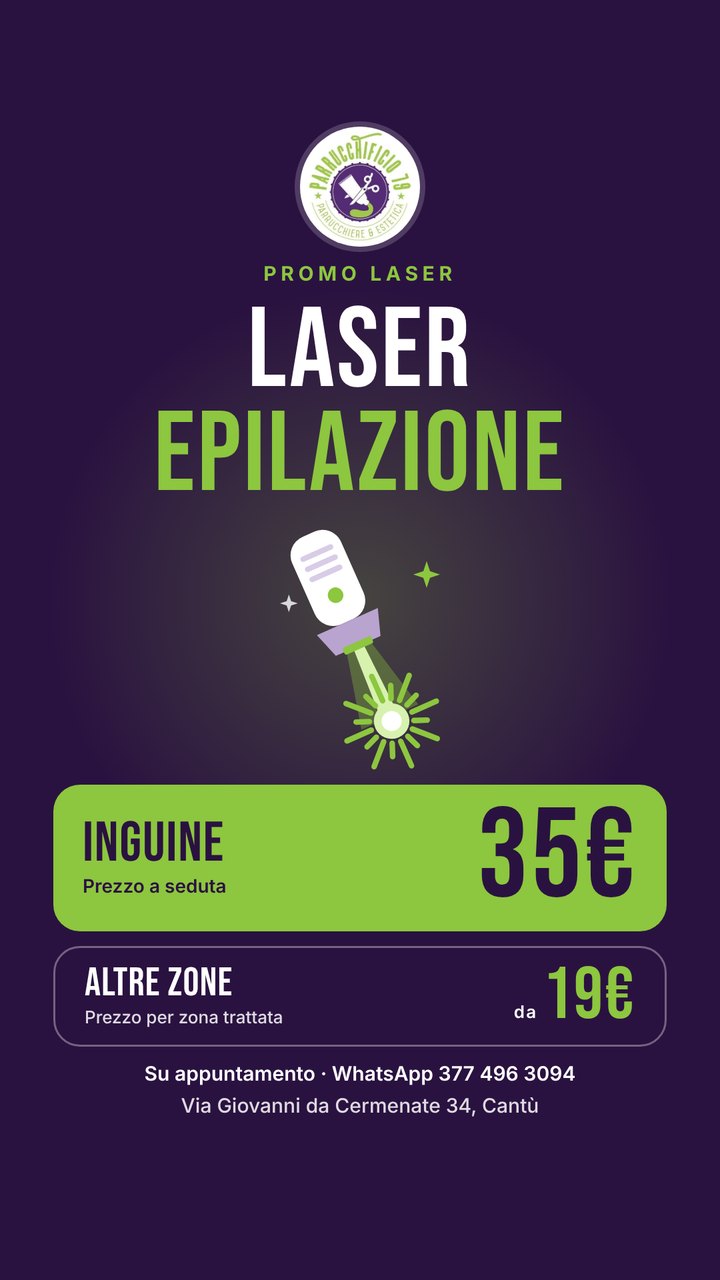 PARRUCCHIFICIO 79
PARRUCCHIERE & ESTETICA
PROMO LASER
LASER
EPILAZIONE
INGUINE
35€
Prezzo a seduta
ALTRE ZONE
da 19€
Prezzo per zona trattata
Su appuntamento · WhatsApp 377 496 3094
Via Giovanni da Cermenate 34, Cantù